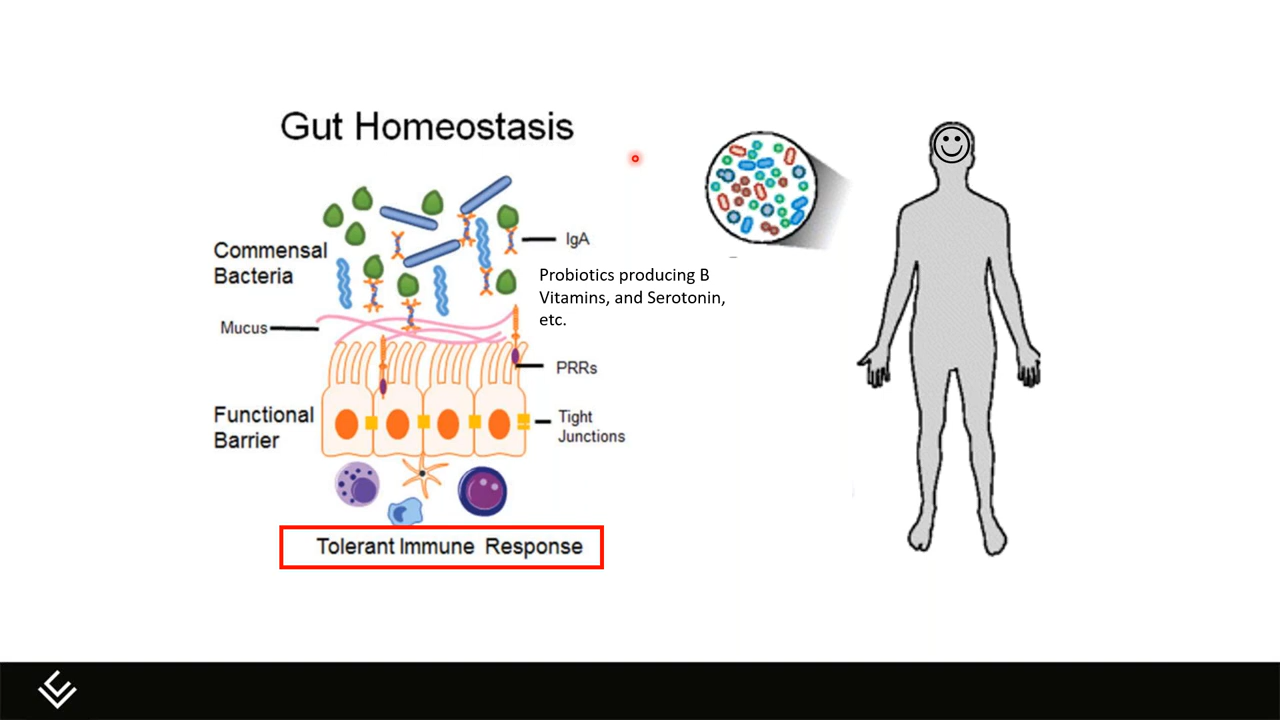 Gut Homeostasis
Commensal
Bacteria
IgA
Probiotics producing B
Vitamins, and Serotonin,
etc.
Mucus
PRRs
Functional
Barrier
Tight
Junctions
Tolerant Immune Response